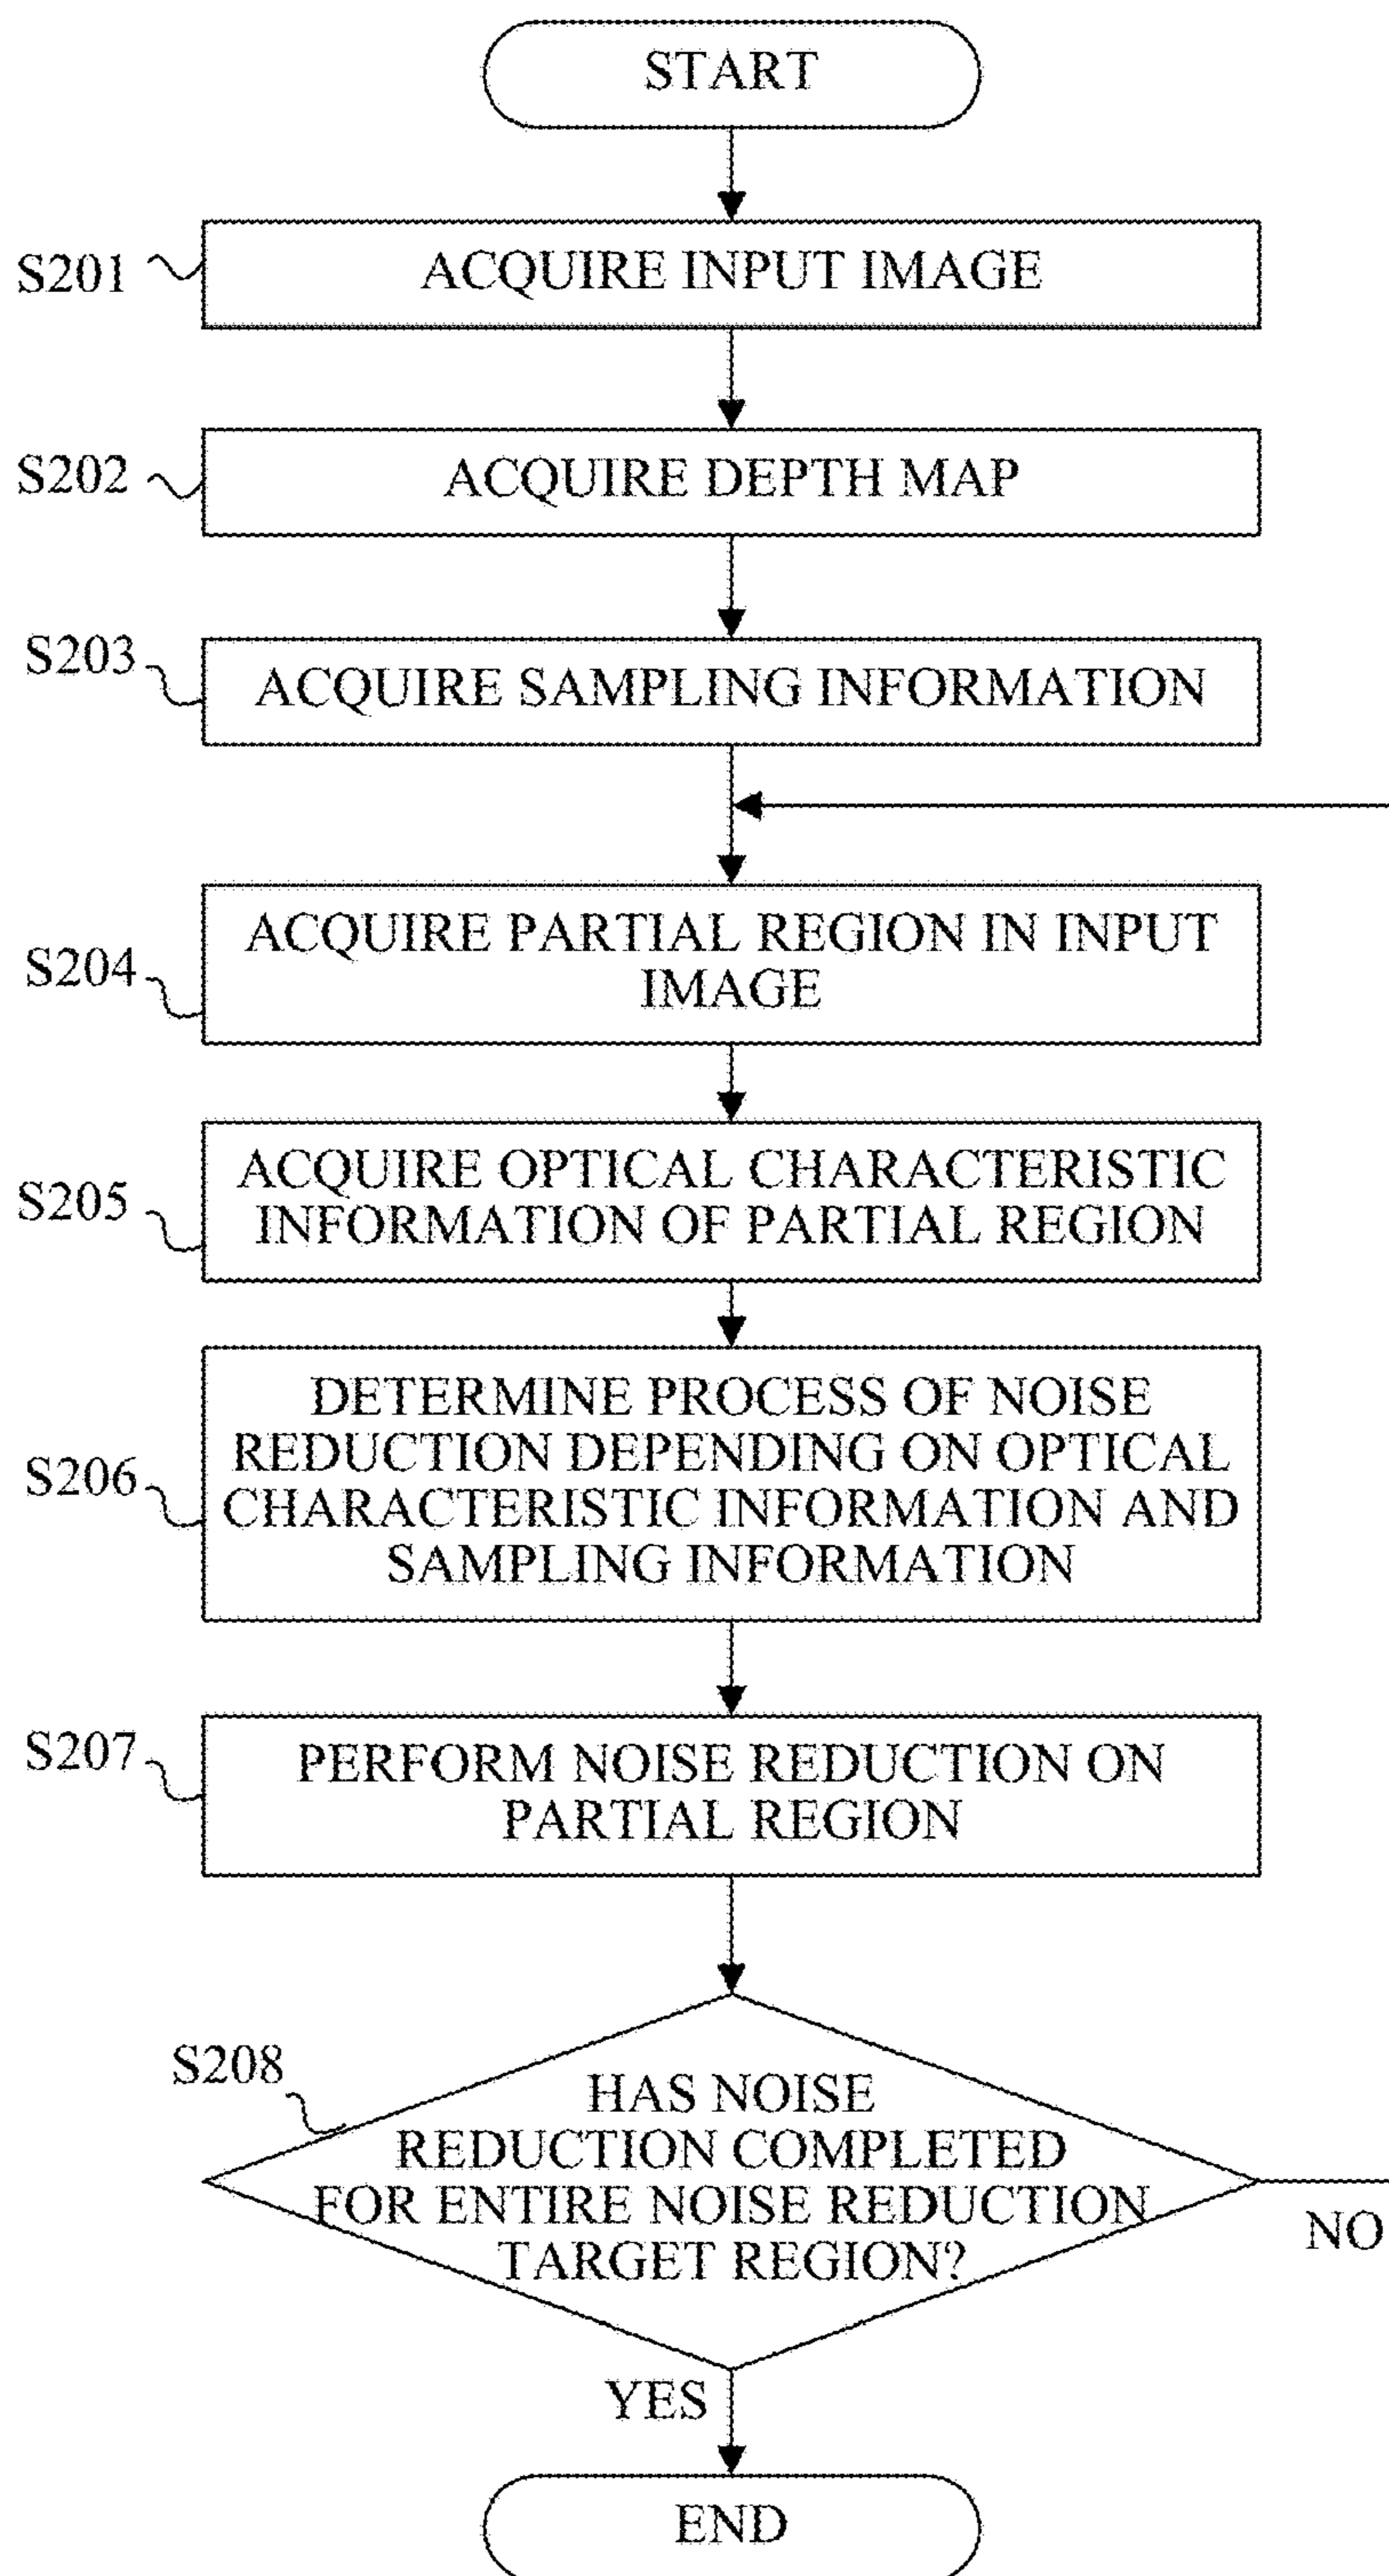 START
S201
ACQUIRE INPUT IMAGE
S202
ACQUIRE DEPTH MAP
S203
ACQUIRE SAMPLING INFORMATION
S204
ACQUIRE PARTIAL REGION IN INPUT
IMAGE
S205
ACQUIRE OPTICAL CHARACTERISTIC
INFORMATION OF PARTIAL REGION
S206
DETERMINE PROCESS OF NOISE
REDUCTION DEPENDING ON OPTICAL
CHARACTERISTIC INFORMATION AND
SAMPLING INFORMATION
S207
PERFORM NOISE REDUCTION ON
PARTIAL REGION
S208
HAS NOISE
REDUCTION COMPLETED
FOR ENTIRE NOISE REDUCTION
TARGET REGION?
NO
YES
END